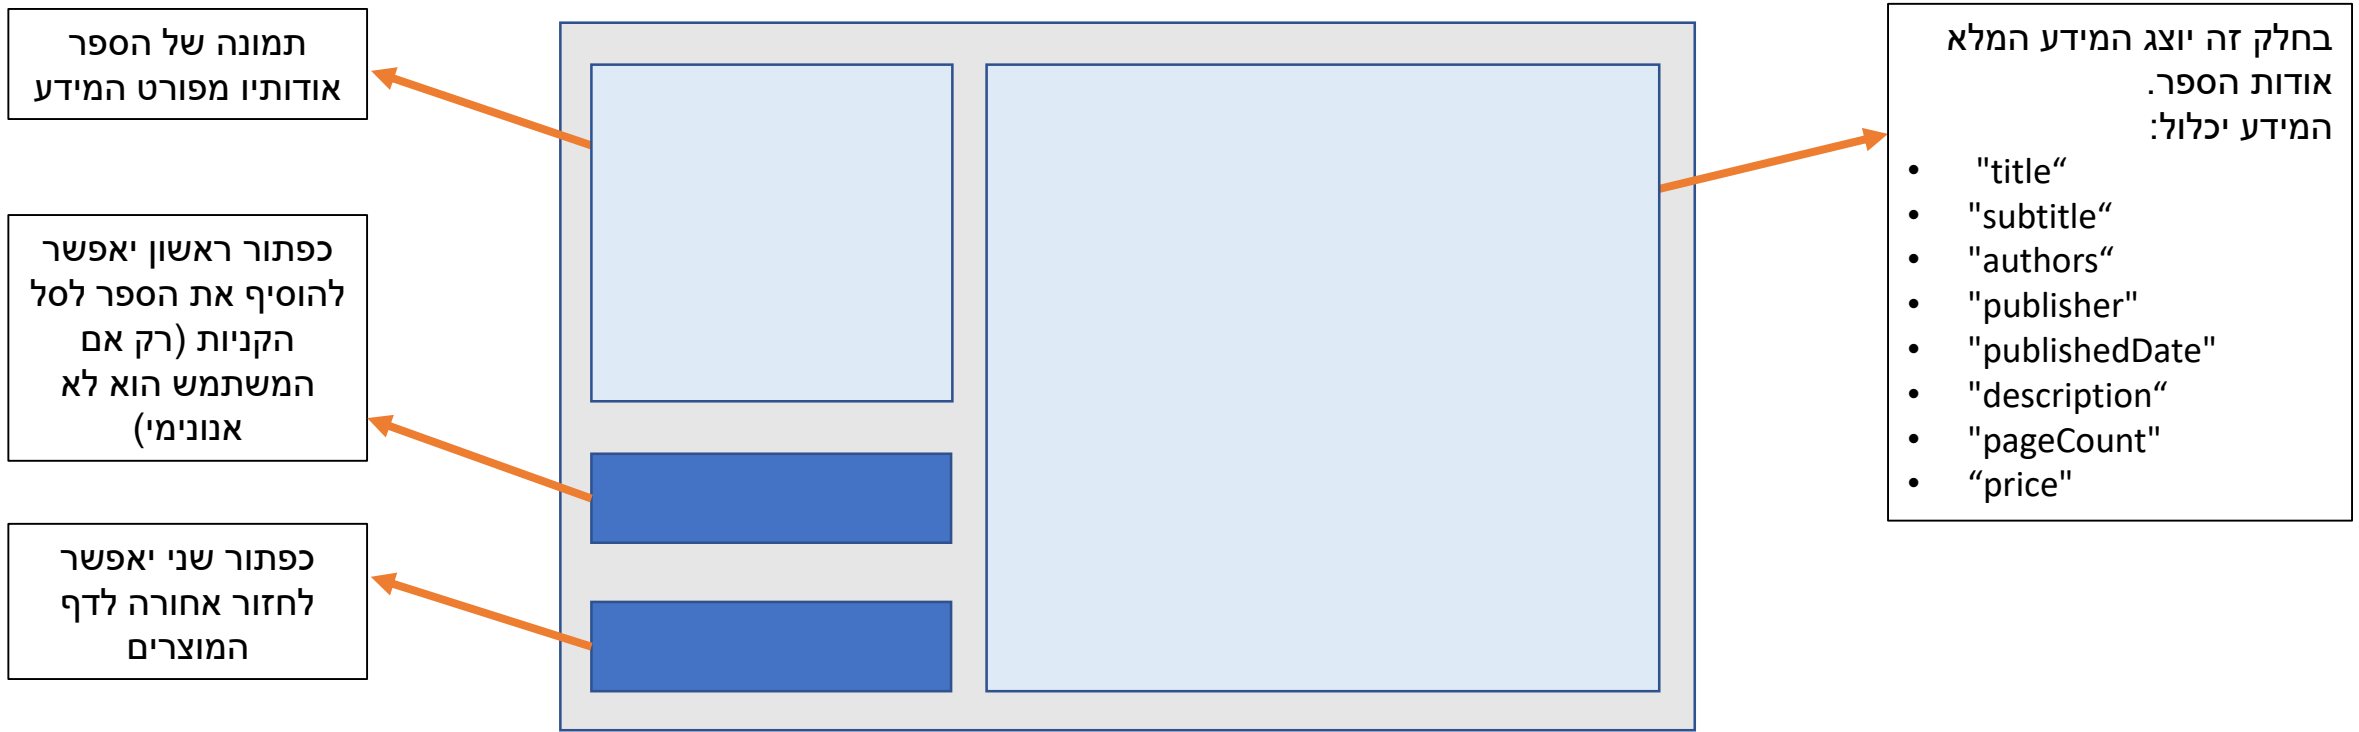 תמונה של הספר
אודותיו מפורט המידע
כפתור ראשון יאפשר
להוסיף את הספר לסל
הקניות (רק אם
המשתמש הוא לא
אנונימי)
כפתור שני יאפשר
לחזור אחורה לדף
המוצרים
בחלק זה יוצג המידע המלא
אודות הספר.
המידע יכלול:
• "title“
• "subtitle“
• "authors“
• "publisher"
• "publishedDate"
• "description“
• "pageCount"
• “price"